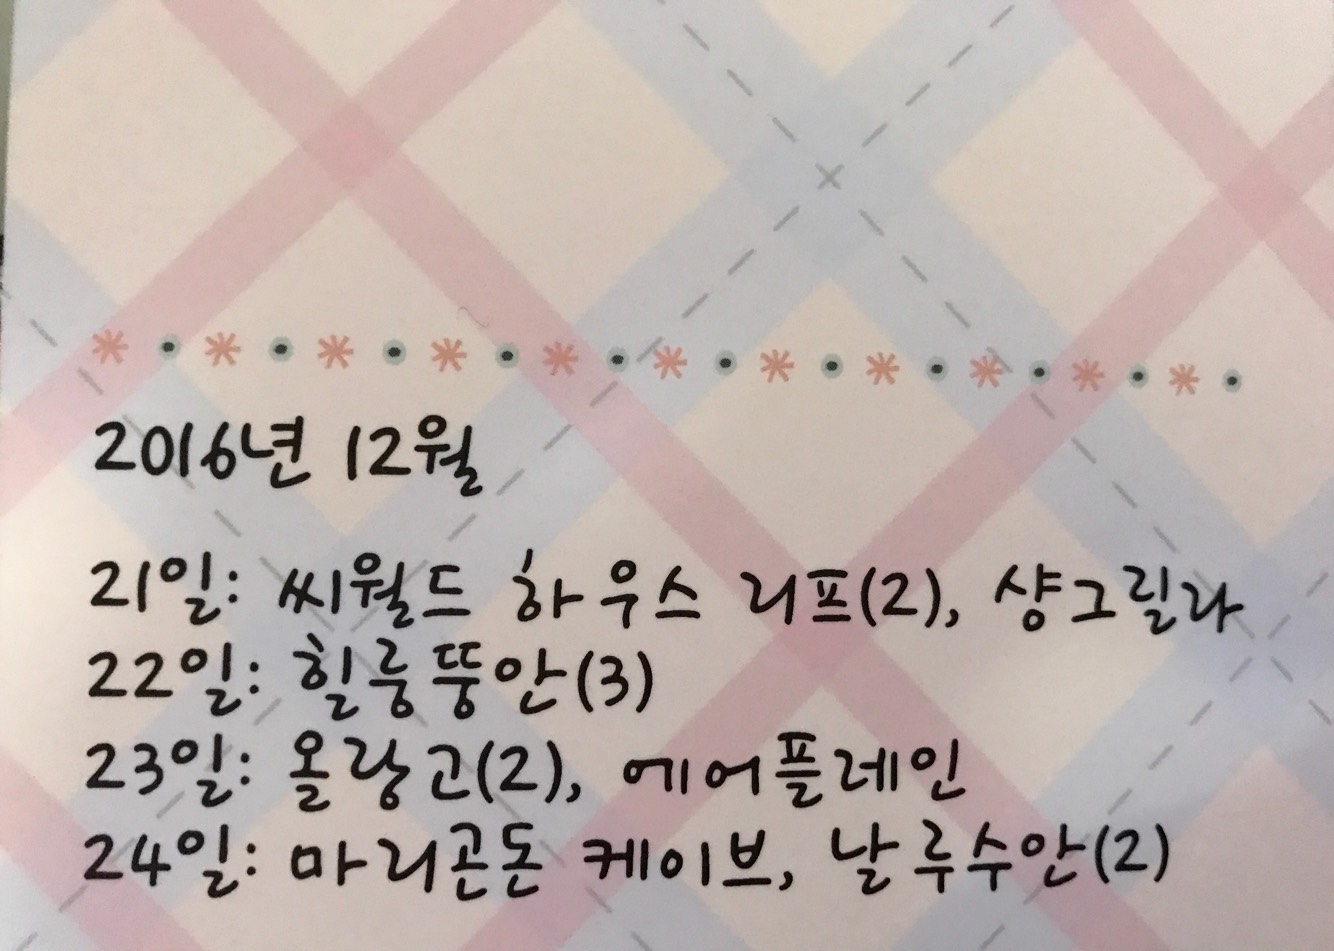 2016년 12월
21일: 씨월드 하우스 리프(2), 샹그릴라
22일: 힐룽뚱안(3)
23일: 올랑고(2), 에어플레인
24일: 마리곤돈 케이브, 날루수안(2)